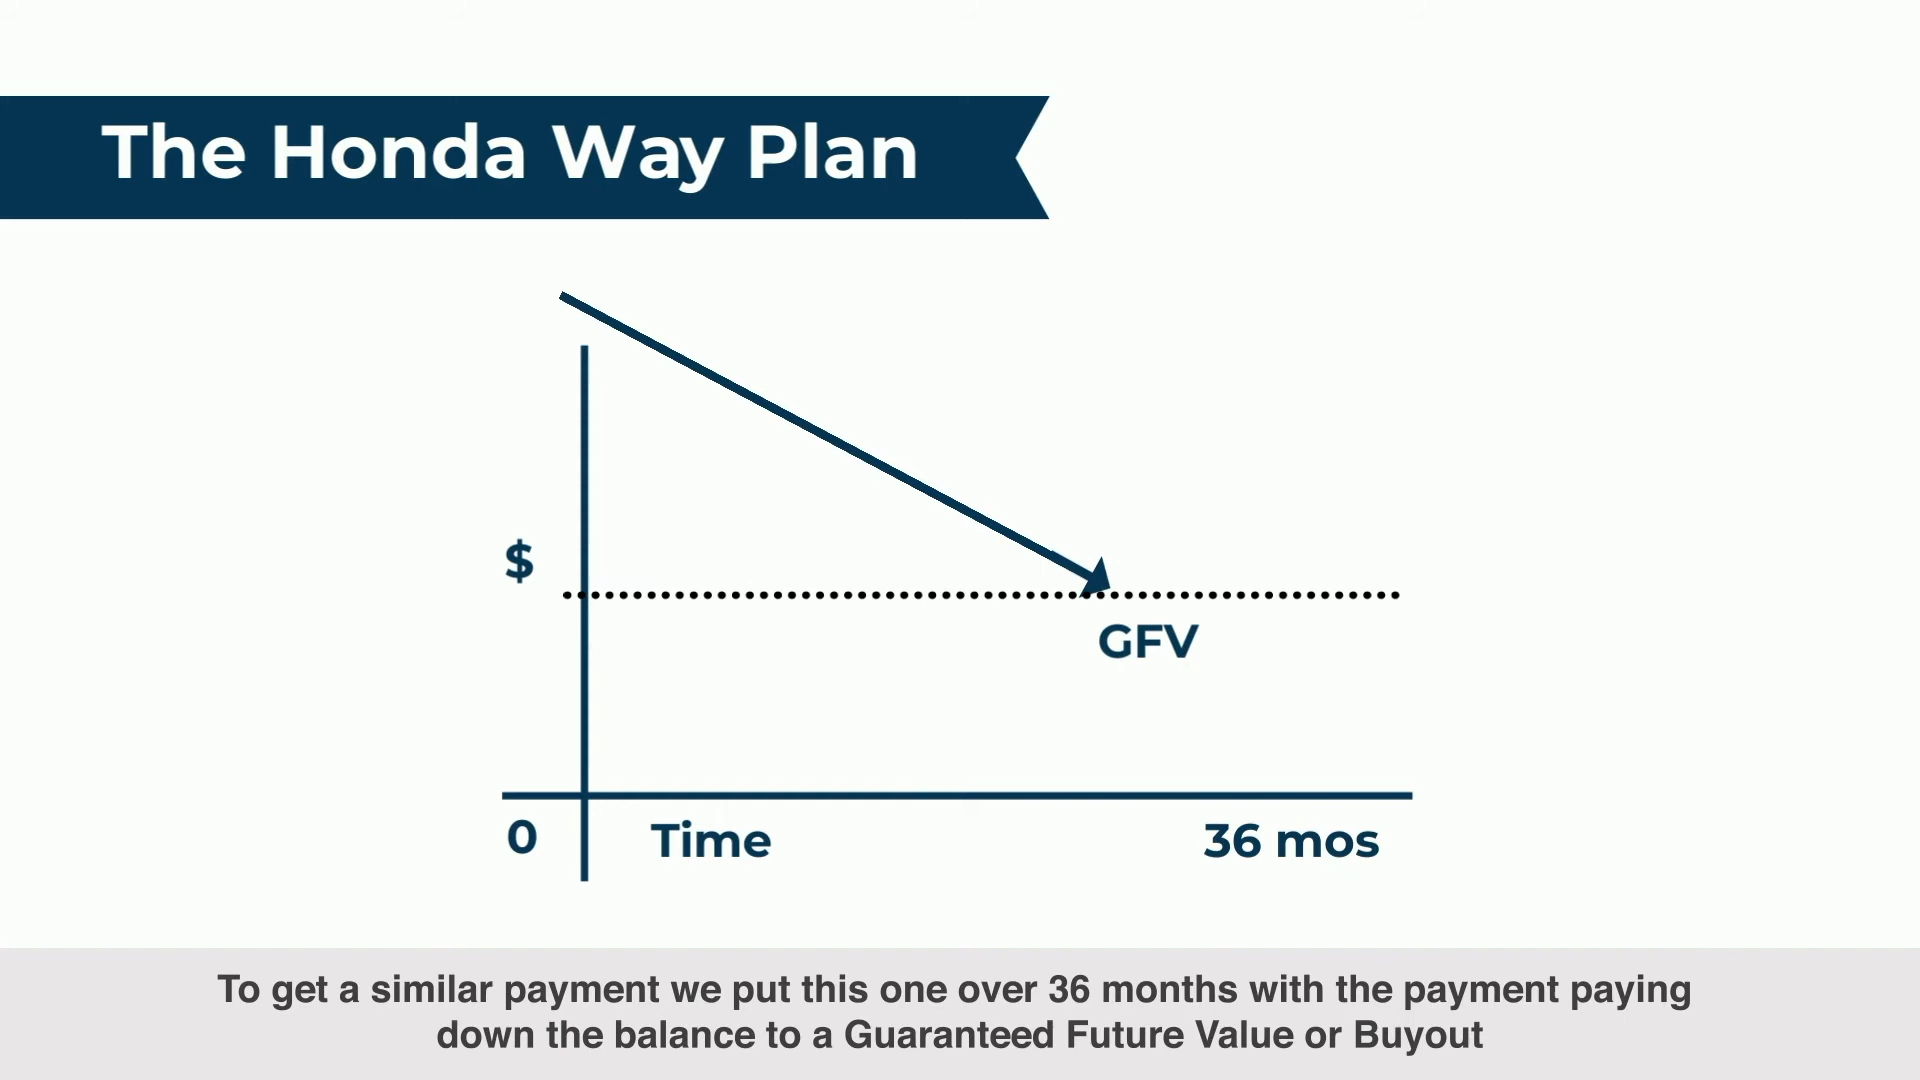 The Honda Way Plan
$
GFV
0 Time 36 mos
To get a similar payment we put this one over 36 months with the payment paying
down the balance to a Guaranteed Future Value or Buyout